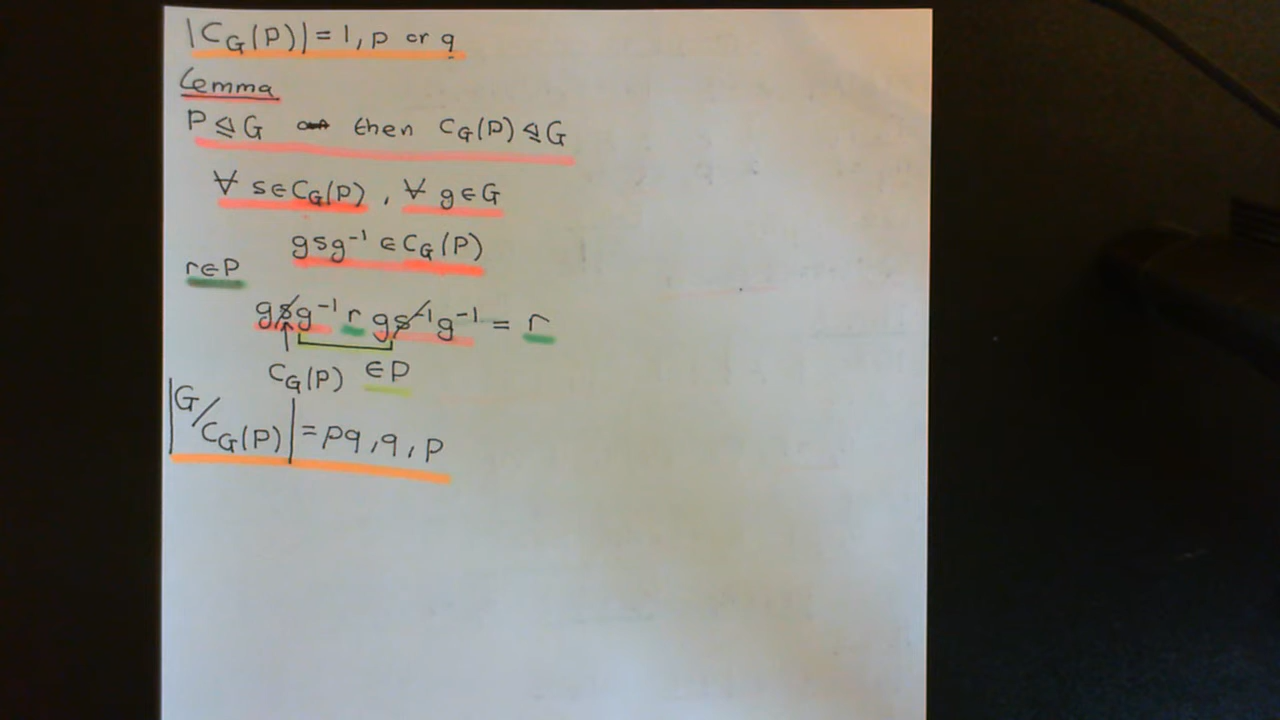 |C_G(P)| = 1, p or q
Lemma
P ⊴ G then C_G(P) ⊴ G
∀ s ∈ C_G(P), ∀ g ∈ G
gsg⁻¹ ∈ C_G(P)
r ∈ P
gsg⁻¹ r gs⁻¹g⁻¹ = r
C_G(P) ∈ P
|G/C_G(P)| = pq, q, p